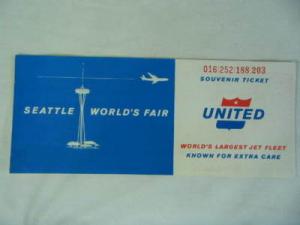 SEATTLE WORLD'S FAIR
016 252 188 203
SOUVENIR TICKET
UNITED
WORLD'S LARGEST JET FLEET
KNOWN FOR EXTRA CARE